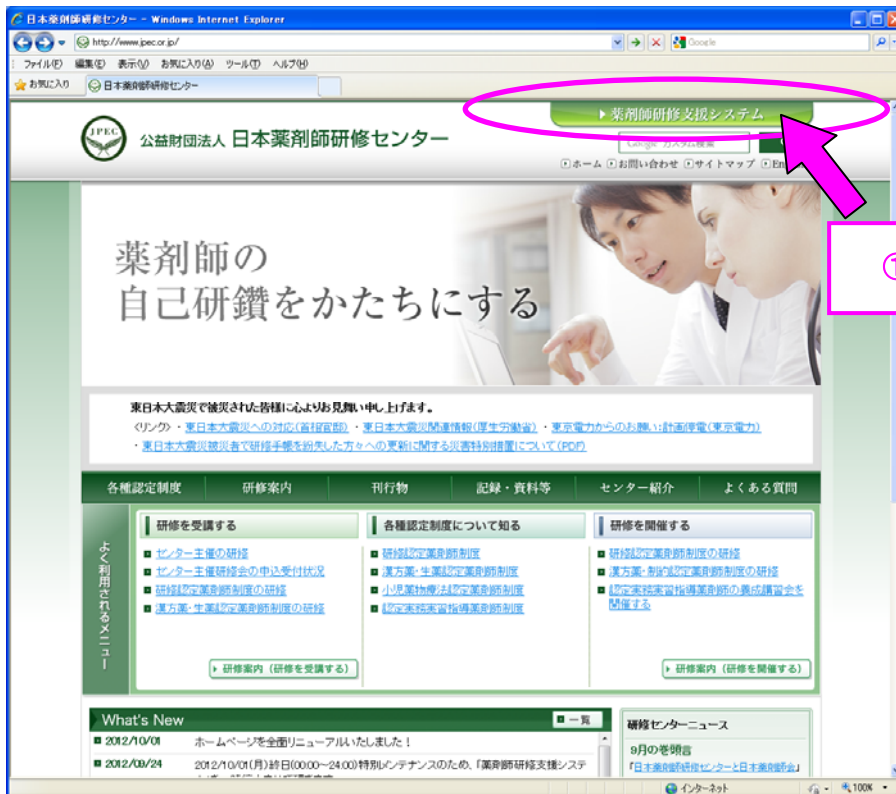 日本薬剤師研修センター - Windows Internet Explorer
http://www.jpec.or.jp/
Google
ファイル(F) 編集(E) 表示(V) お気に入り(A) ツール(T) ヘルプ(H)
お気に入り 日本薬剤師研修センター
▶薬剤師研修支援システム
JPEC
公益財団法人 日本薬剤師研修センター
Google カスタム検索
ホーム お問い合わせ サイトマップ En
①
薬剤師の
自己研鑽をかたちにする
東日本大震災で被災された皆様に心よりお見舞い申し上げます。
<リンク>・東日本大震災への対応(首相官邸) ・東日本大震災関連情報(厚生労働省) ・東京電力からのお願い:計画停電(東京電力)
・東日本大震災被災者で研修手帳を紛失した方々への更新に関する災害特別措置について(PDF)
各種認定制度 研修案内 刊行物 記録・資料等 センター紹介 よくある質問
よく利用されるメニュー
研修を受講する
センター主催の研修
センター主催研修会の申込受付状況
研修認定薬剤師制度の研修
漢方薬・生薬認定薬剤師制度の研修
研修案内(研修を受講する)
各種認定制度について知る
研修認定薬剤師制度
漢方薬・生薬認定薬剤師制度
小児薬物療法認定薬剤師制度
認定実務実習指導薬剤師制度
研修を開催する
研修認定薬剤師制度の研修
認定実務実習指導薬剤師の養成講習会を
開催する
研修案内(研修を開催する)
What's New
一覧
2012/10/01 ホームページを全面リニューアルいたしました!
2012/09/24 2012/10/01(月)終日(00:00～24:00)特別メンテナンスのため、「薬剤師研修支援システ
研修センターニュース
9月の巻頭言
「日本薬剤師研修センターと日本薬剤師会」
インターネット
100%